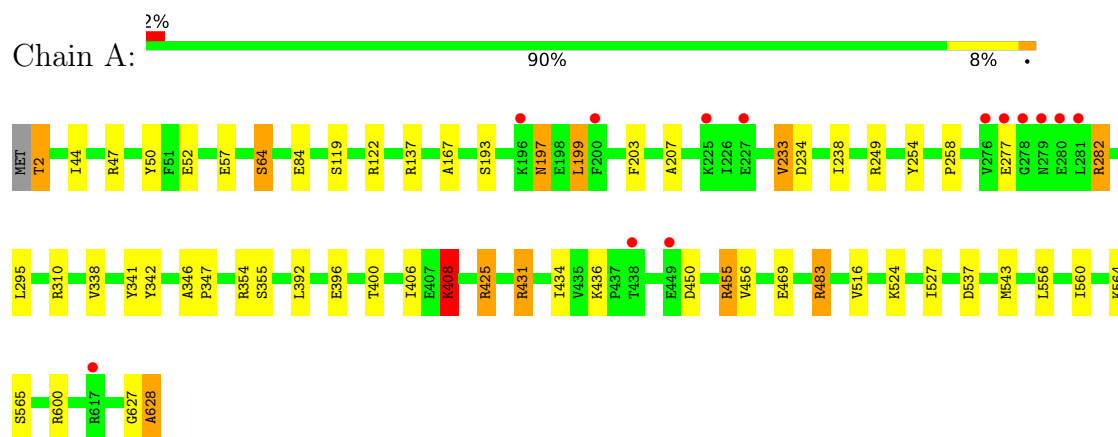 2%
Chain A:
90% 8% •
MET T2 I44 R47 Y50 F51 E52 E57 S64 E84 S119 R122 R137 A167 S193 K196 N197 E198 L199 F200 F203 A207 K225 I226 E227 V233 D234 I238 R249 Y254 P258 V276 E277 G278 N279 E280 L281 R282
L295 R310 V338 Y341 Y342 A346 P347 R354 S355 L392 E396 T400 I406 E407 K408 R425 R431 I434 V435 K436 P437 T438 E449 D450 R455 V456 E469 R483 V516 K524 I527 D537 M543 L556 I560 K564
S565 R600 R617 G627 A628